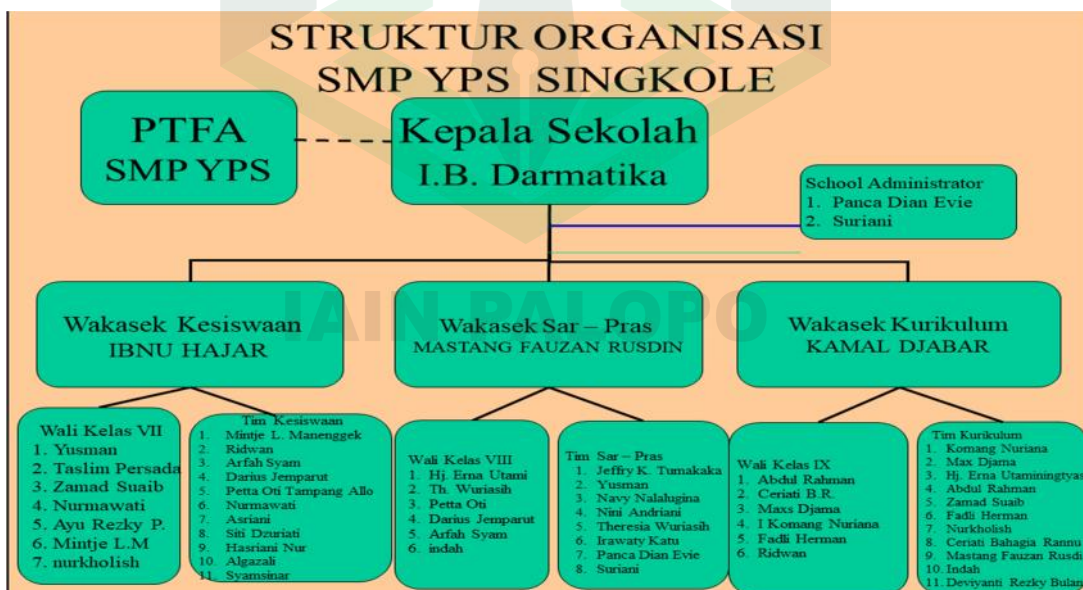 STRUKTUR ORGANISASI
SMP YPS SINGKOLE
PTFA
SMP YPS
Kepala Sekolah
I.B. Darmatika
School Administrator
1. Panca Dian Evie
2. Suriani
Wakasek Kesiswaan
IBNU HAJAR
Wakasek Sar – Pras
MASTANG FAUZAN RUSDIN
Wakasek Kurikulum
KAMAL DJABAR
IAIN PALOPO
Wali Kelas VII
1. Yusman
2. Taslim Persada
3. Zamad Suaib
4. Nurmawati
5. Ayu Rezky P.
6. Mintje L.M
7. nurkholish
Tim Kesiswaan
1. Mintje L. Manenggek
2. Ridwan
3. Arfah Syam
4. Darius Jemparut
5. Petta Oti Tampang Allo
6. Nurmawati
7. Asriani
8. Siti Dzuriati
9. Hasriani Nur
10. Algazali
11. Syamsinar
Wali Kelas VIII
1. Hj. Erna Utami
2. Th. Wuriasih
3. Petta Oti
4. Darius Jemparut
5. Arfah Syam
6. indah
Tim Sar – Pras
1. Jeffry K. Tumakaka
2. Yusman
3. Navy Nalalugina
4. Nini Andriani
5. Theresia Wuriasih
6. Irawaty Katu
7. Panca Dian Evie
8. Suriani
Wali Kelas IX
1. Abdul Rahman
2. Ceriati B.R.
3. Maxs Djama
4. I Komang Nuriana
5. Fadli Herman
6. Ridwan
Tim Kurikulum
1. Komang Nuriana
2. Max Djama
3. Hj. Erna Utaminingtyas
4. Abdul Rahman
5. Zamad Suaib
6. Fadli Herman
7. Nurkholish
8. Ceriati Bahagia Rannu
9. Mastang Fauzan Rusdi
10. Indah
11. Deviyanti Rezky Bulan